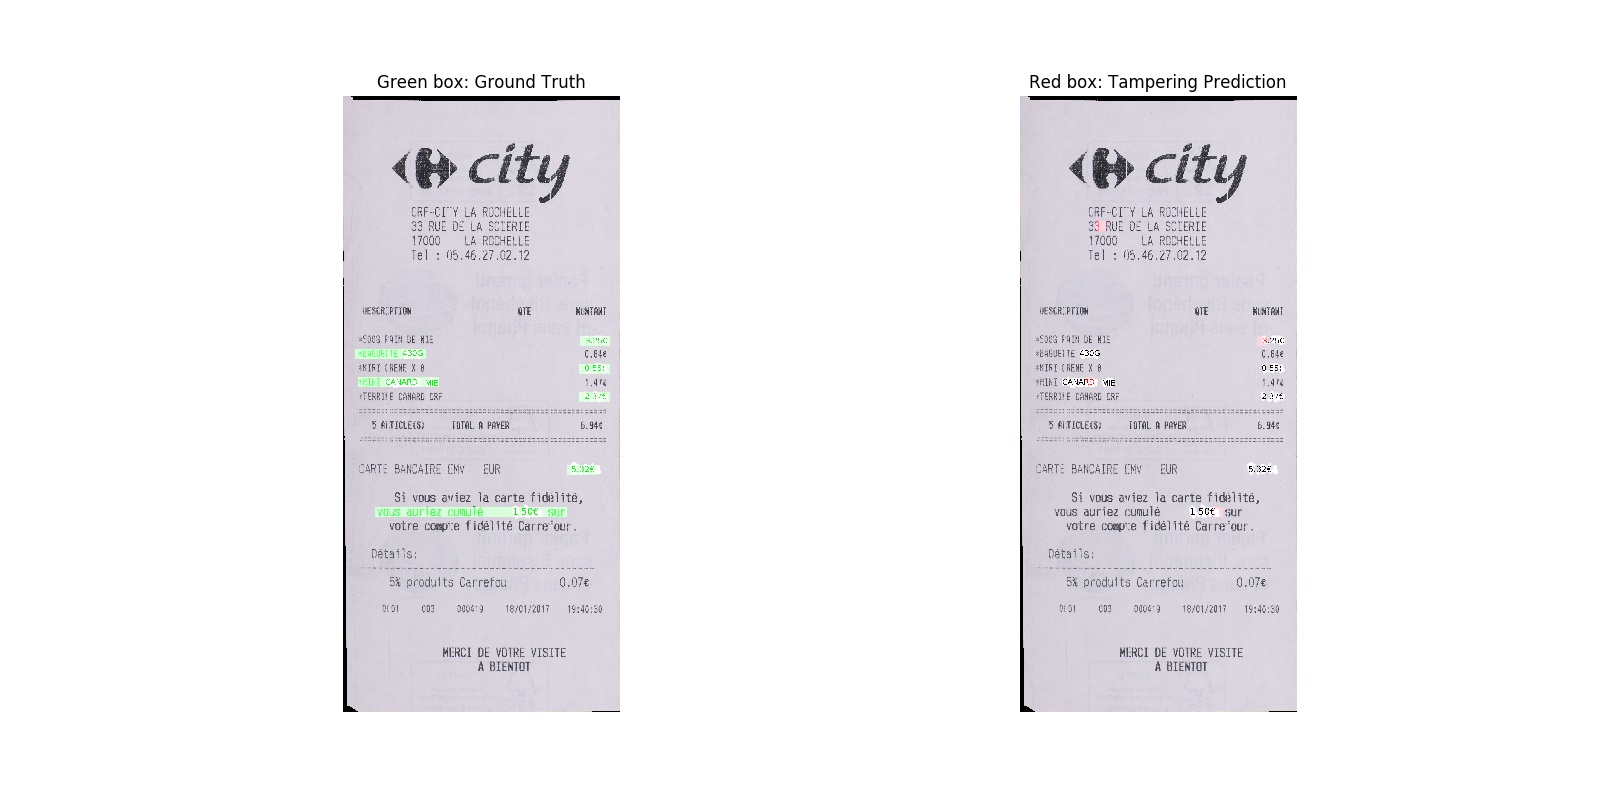 Green box: Ground Truth
city
CRF-CITY LA ROCHELLE
33 RUE DE LA SCIERIE
17000 LA ROCHELLE
Tel : 05.46.27.02.12
DESCRIPTION QTE MONTANT
*500G PAIN DE MIE 3.25€
*BAGUETTE 430G 0.84€
*KIRI CREME X 8 0.55
*MINI CANARD MIE 1.47€
*TERRINE CANARD CRF 2.37€
5 ARTICLE(S) TOTAL A PAYER 6.94€
CARTE BANCAIRE EMV EUR 5.32€
Si vous aviez la carte fidélité,
vous auriez cumulé 1 50€ sur
votre compte fidélité Carrefour.
Détails:
5% produits Carrefou 0.07€
0001 003 000419 18/01/2017 19:40:30
MERCI DE VOTRE VISITE
A BIENTOT
Red box: Tampering Prediction
city
CRF-CITY LA ROCHELLE
33 RUE DE LA SCIERIE
17000 LA ROCHELLE
Tel : 05.46.27.02.12
DESCRIPTION QTE MONTANT
*500G PAIN DE MIE 3.25€
*BAGUETTE 430G 0.84€
*KIRI CREME X 8 0.55
*MINI CANARD MIE 1.47€
*TERRINE CANARD CRF 2.37€
5 ARTICLE(S) TOTAL A PAYER 6.94€
CARTE BANCAIRE EMV EUR 5.32€
Si vous aviez la carte fidélité,
vous auriez cumulé 1 50€ sur
votre compte fidélité Carrefour.
Détails:
5% produits Carrefou 0.07€
0001 003 000419 18/01/2017 19:40:30
MERCI DE VOTRE VISITE
A BIENTOT